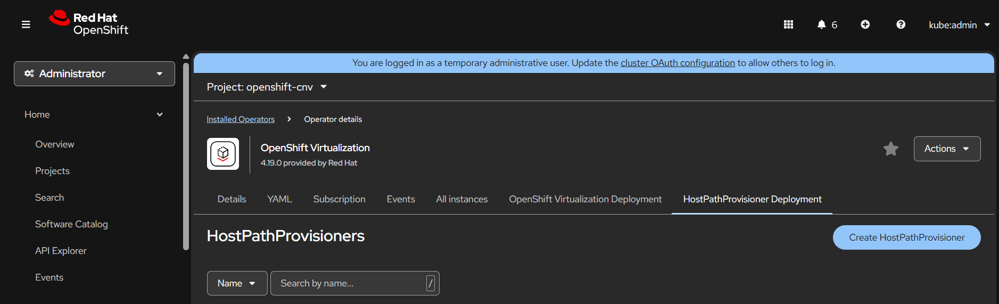 Red Hat
OpenShift
6
kube:admin
Administrator
You are logged in as a temporary administrative user. Update the cluster OAuth configuration to allow others to log in.
Project: openshift-cnv
Home
Installed Operators
Operator details
Overview
OpenShift Virtualization
Actions
4.19.0 provided by Red Hat
Projects
Search
Details YAML Subscription Events All instances OpenShift Virtualization Deployment HostPathProvisioner Deployment
Software Catalog
HostPathProvisioners
Create HostPathProvisioner
API Explorer
Events
Name
Search by name...
/